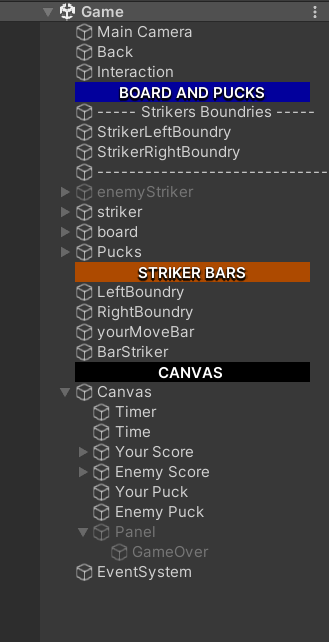 Game
Main Camera
Back
Interaction
BOARD AND PUCKS
----- Strikers Boundries -----
StrikerLeftBoundry
StrikerRightBoundry
------------------------------
enemyStriker
striker
board
Pucks
STRIKER BARS
LeftBoundry
RightBoundry
yourMoveBar
BarStriker
CANVAS
Canvas
Timer
Time
Your Score
Enemy Score
Your Puck
Enemy Puck
Panel
GameOver
EventSystem